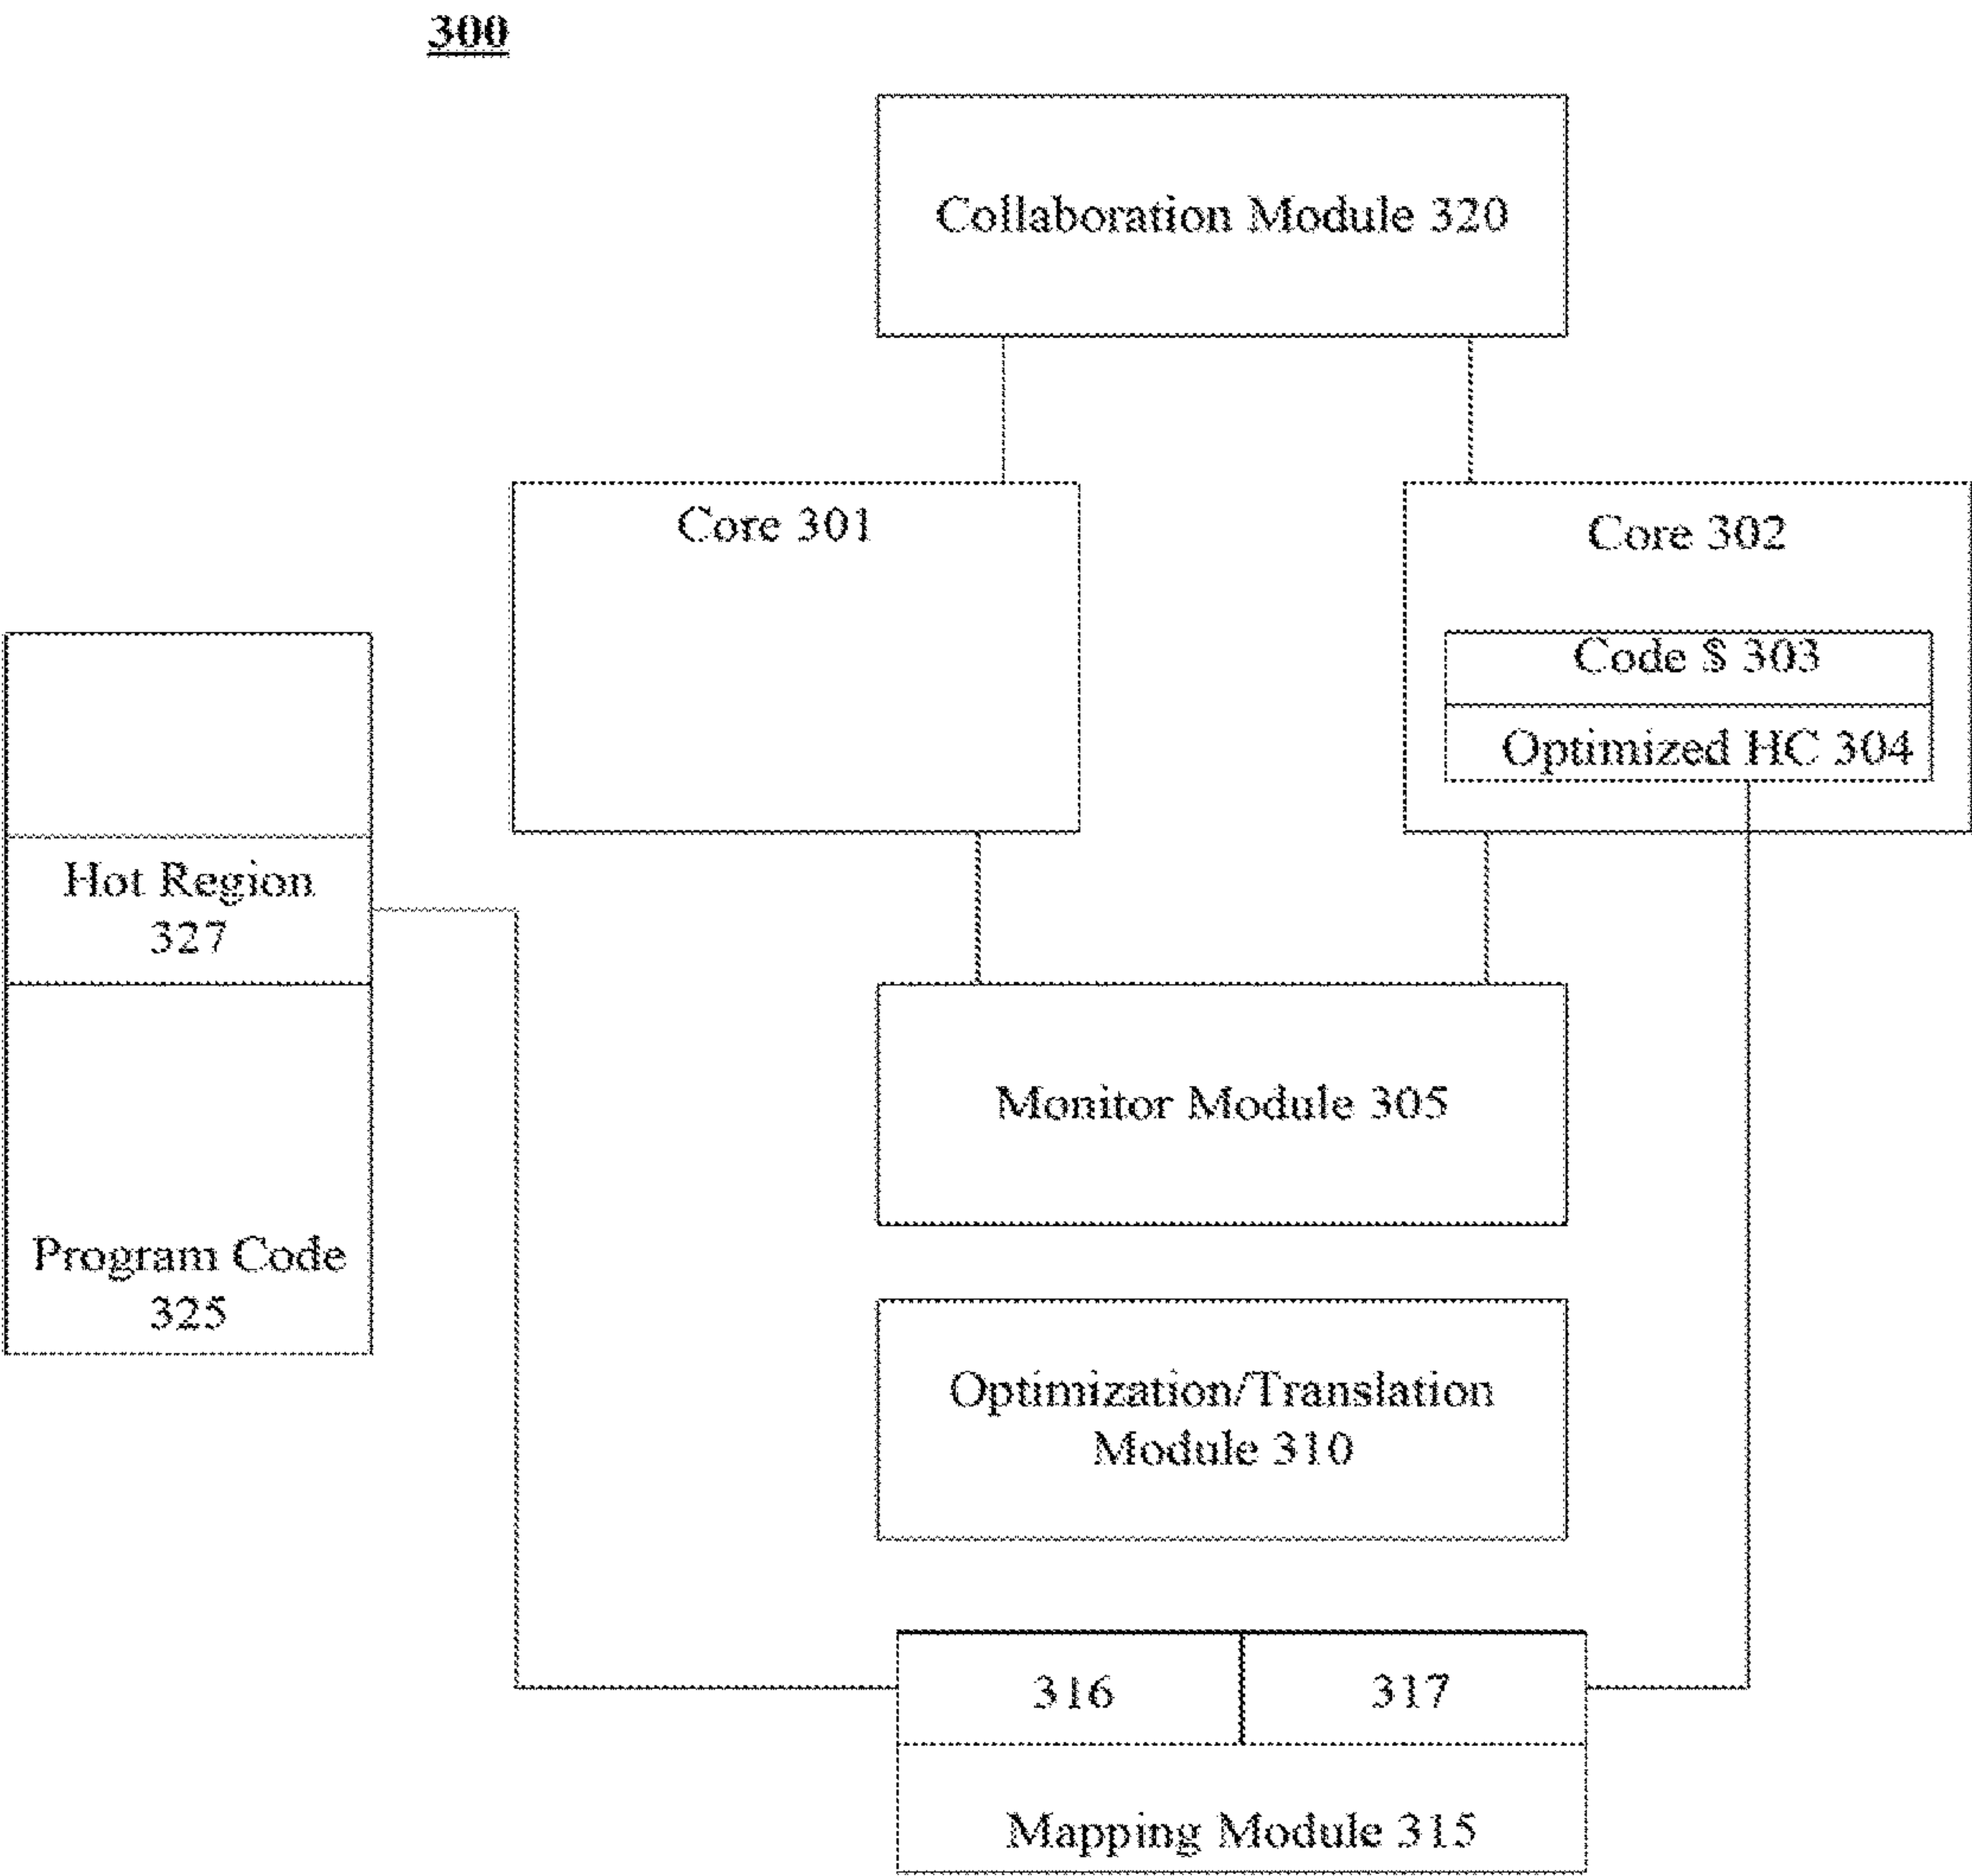 300
Collaboration Module 320
Core 301
Core 302
Code $ 303
Optimized HC 304
Hot Region
327
Monitor Module 305
Program Code
325
Optimization/Translation
Module 310
316
317
Mapping Module 315